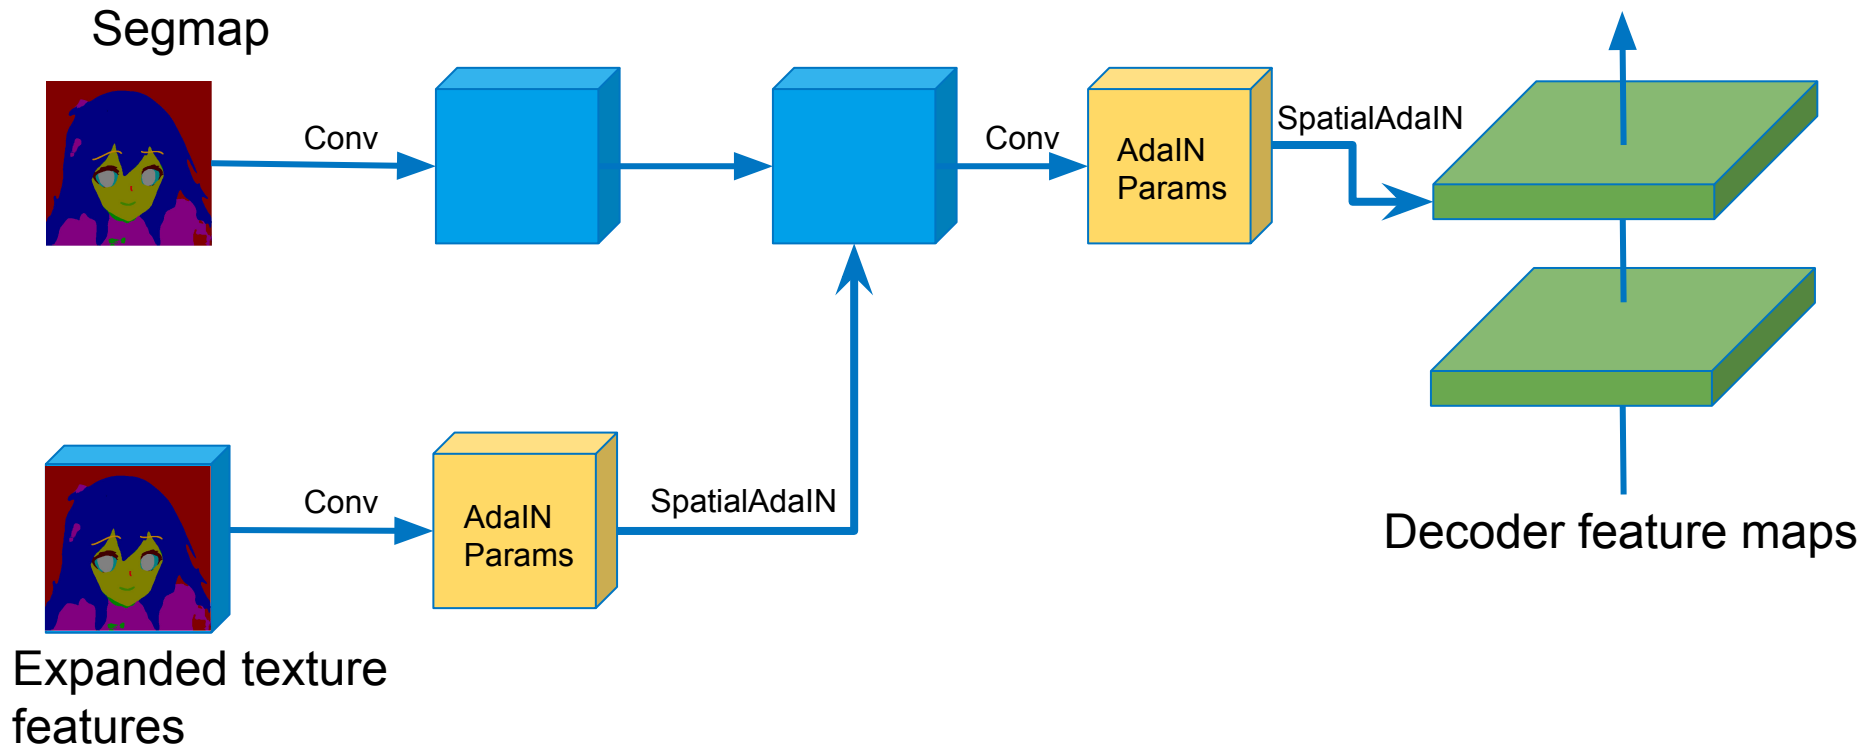 Segmap
Conv
Conv
AdaIN
Params
SpatialAdaIN
Conv
AdaIN
Params
SpatialAdaIN
Decoder feature maps
Expanded texture
features